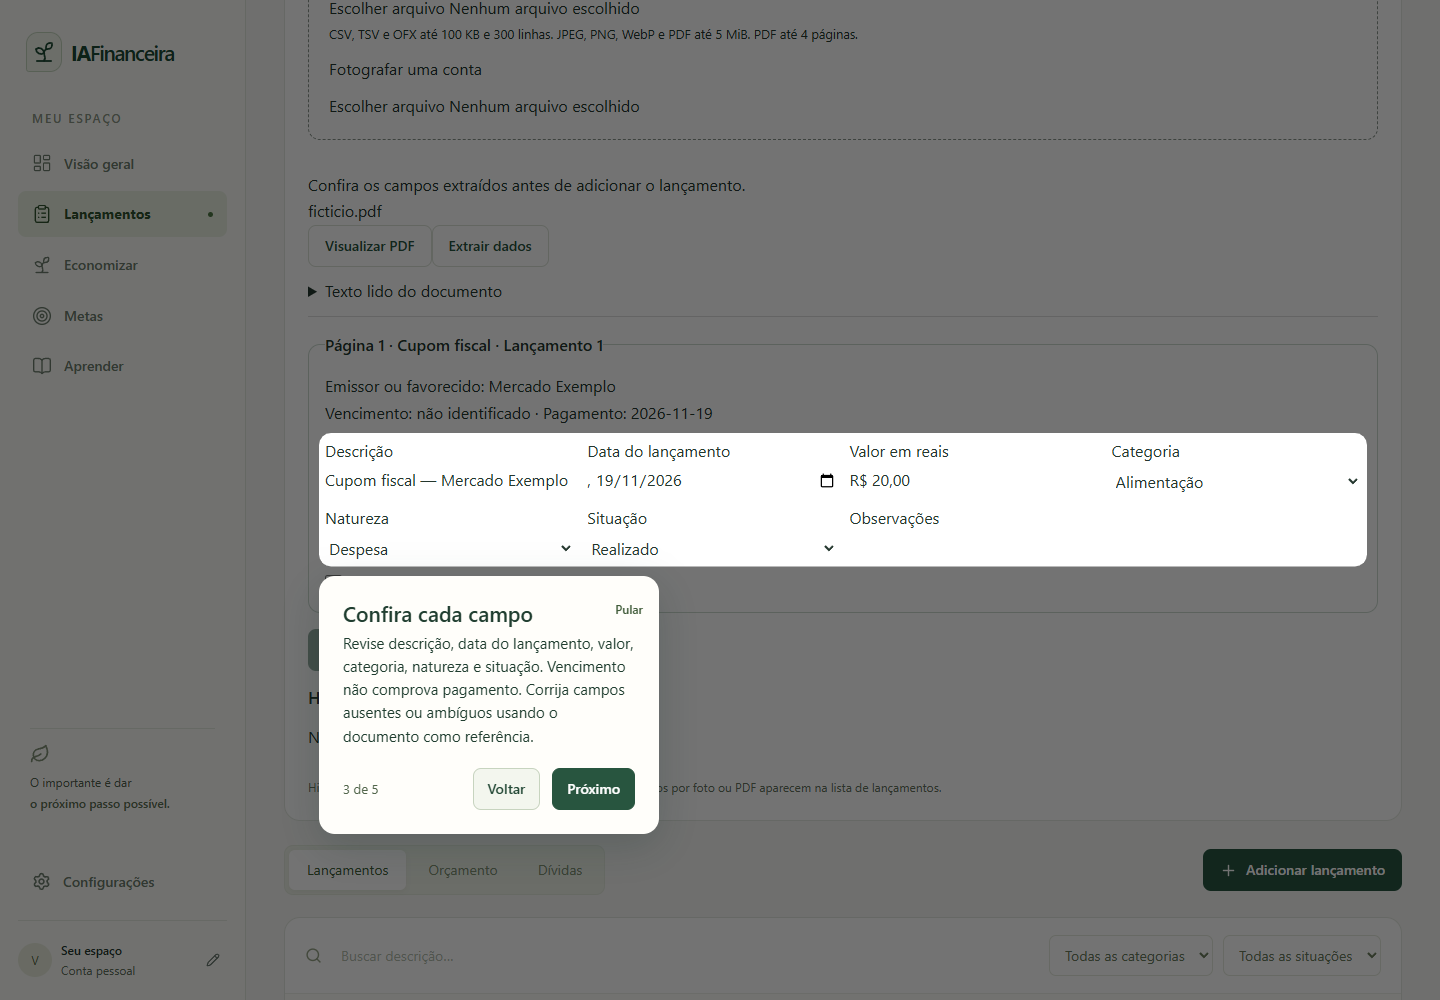 IAFinanceira
MEU ESPAÇO
Visão geral
Lançamentos
Economizar
Metas
Aprender
O importante é dar
o próximo passo possível.
Configurações
V
Seu espaço
Conta pessoal
Escolher arquivo Nenhum arquivo escolhido
CSV, TSV e OFX até 100 KB e 300 linhas. JPEG, PNG, WebP e PDF até 5 MiB. PDF até 4 páginas.
Fotografar uma conta
Escolher arquivo Nenhum arquivo escolhido
Confira os campos extraídos antes de adicionar o lançamento.
ficticio.pdf
Visualizar PDF Extrair dados
Texto lido do documento
Página 1 · Cupom fiscal · Lançamento 1
Emissor ou favorecido: Mercado Exemplo
Vencimento: não identificado · Pagamento: 2026-11-19
Descrição Data do lançamento Valor em reais Categoria
Cupom fiscal — Mercado Exemplo , 19/11/2026 R$ 20,00 Alimentação
Natureza Situação Observações
Despesa Realizado
Confira cada campo Pular
Revise descrição, data do lançamento, valor,
categoria, natureza e situação. Vencimento
não comprova pagamento. Corrija campos
ausentes ou ambíguos usando o
documento como referência.
3 de 5 Voltar Próximo
por foto ou PDF aparecem na lista de lançamentos.
Lançamentos Orçamento Dívidas
Adicionar lançamento
Buscar descrição... Todas as categorias Todas as situações